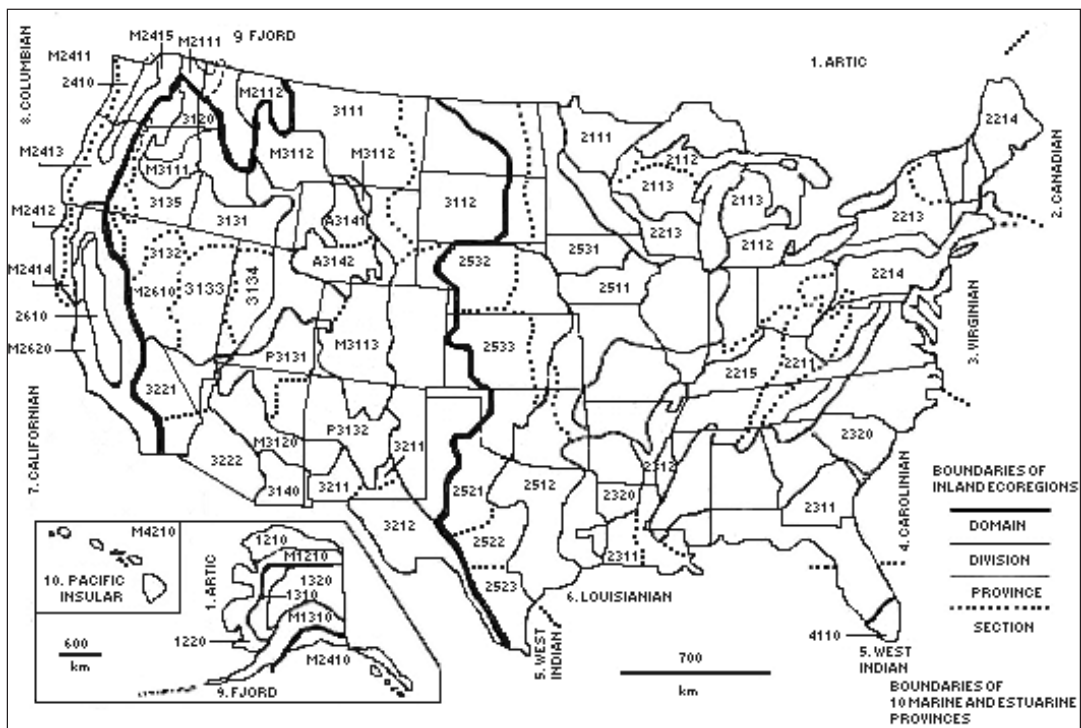 M2415
M2111
9 FJORD
M2411
2410
8. COLUMBIAN
1. ARTIC
M2112
3111
2111
2214
3120
M3112
M3112
2112
M2413
M3111
2113
2113
2. CANADIAN
3135
3131
A3141
3112
2213
2213
M2412
2112
3132
A3142
2532
2531
2214
M2414
M2610
3133
3134
2511
2610
M3113
2533
2211
M2620
P3131
2215
3. VIRGINIAN
3221
P3132
3211
M3120
2320
7. CALIFORNIAN
3222
2312
3140
3211
2521
2512
2320
2311
BOUNDARIES OF
INLAND ECOREGIONS
3212
2522
2311
4. CAROLINIAN
DOMAIN
DIVISION
PROVINCE
SECTION
2523
6. LOUISIANIAN
4110
5. WEST
INDIAN
5. WEST
INDIAN
700
km
BOUNDARIES OF
10 MARINE AND ESTUARINE
PROVINCES
M4210
10. PACIFIC
INSULAR
1. ARTIC
1210
M1210
1320
1310
M1310
1220
M2410
9. FJORD
600
km